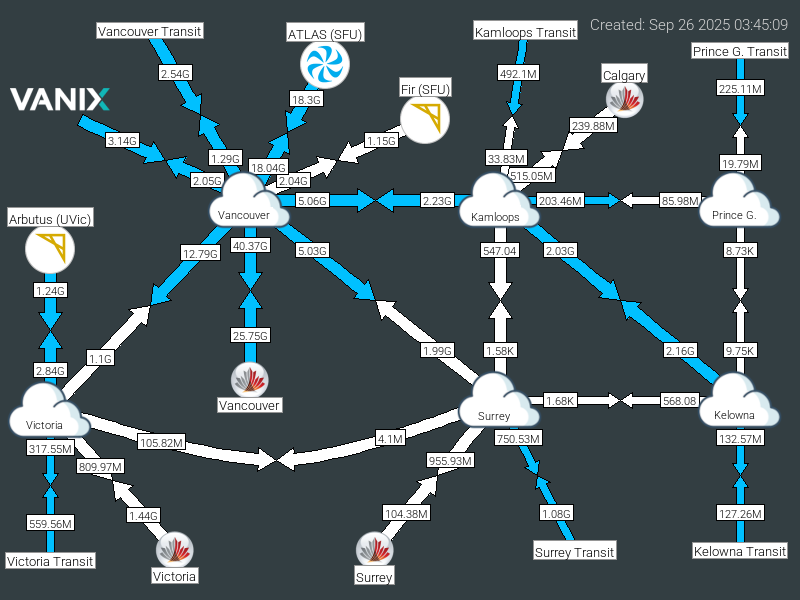 Created: Sep 26 2025 03:45:09
Vancouver Transit
ATLAS (SFU)
Kamloops Transit
Prince G. Transit
2.54G
492.1M
Calgary
Fir (SFU)
225.11M
VANIX
18.3G
239.88M
3.14G
1.15G
1.29G
33.83M
19.79M
18.04G
515.05M
2.05G
2.04G
5.06G
2.23G
203.46M
85.98M
Vancouver
Kamloops
Prince G.
Arbutus (UVic)
12.79G
40.37G
5.03G
547.04
2.03G
8.73K
1.24G
25.75G
1.1G
1.99G
1.58K
2.16G
9.75K
2.84G
Vancouver
1.68K
568.08
Victoria
Surrey
Kelowna
317.55M
105.82M
4.1M
750.53M
132.57M
809.97M
955.93M
559.56M
1.44G
104.38M
1.08G
127.26M
Victoria Transit
Victoria
Surrey
Surrey Transit
Kelowna Transit